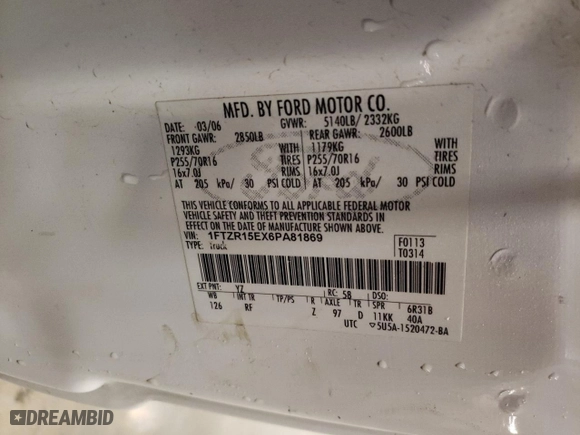 MFD. BY FORD MOTOR CO.
DATE: 03/06 GVWR: 5140LB/ 2332KG
FRONT GAWR: 2850LB REAR GAWR: 2600LB
1293KG WITH 1179KG WITH
P255/70R16 TIRES P255/70R16 TIRES
16x7.0J RIMS 16x7.0J RIMS
AT 205 kPa/ 30 PSI COLD AT 205 kPa/ 30 PSI COLD
THIS VEHICLE CONFORMS TO ALL APPLICABLE FEDERAL MOTOR
VEHICLE SAFETY AND THEFT PREVENTION STANDARDS IN
EFFECT ON THE DATE OF MANUFACTURE SHOWN ABOVE.
VIN: 1FTZR15EX6PA81869 F0113
TYPE: Truck T0314
EXT PNT: YZ RC: 58 DSO:
WB INT TR TP/PS R AXLE TR SPR 6R31B
126 RF Z 97 D 11KK 40A
UTC 5U5A-1520472-BA
DREAMBID